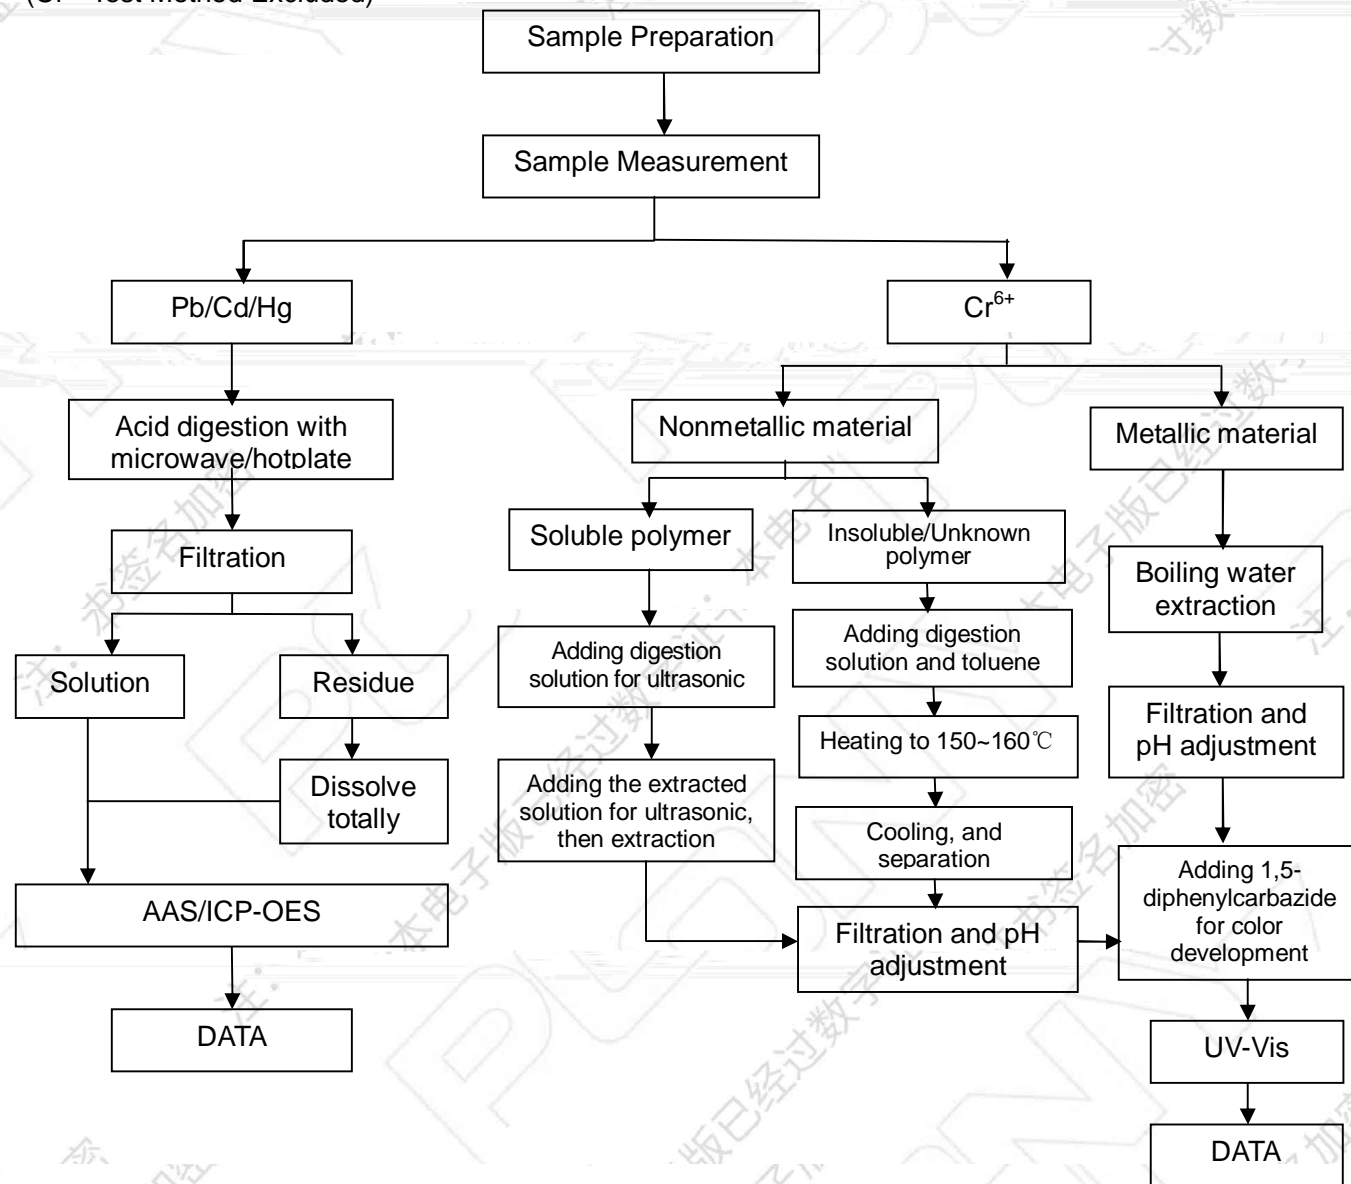 Sample Preparation
Sample Measurement
Pb/Cd/Hg
Cr6+
Acid digestion with
microwave/hotplate
Nonmetallic material
Metallic material
Filtration
Soluble polymer
Insoluble/Unknown
polymer
Boiling water
extraction
Solution
Residue
Adding digestion
solution for ultrasonic
Adding digestion
solution and toluene
Filtration and
pH adjustment
Heating to 150~160℃
Dissolve
totally
Adding the extracted
solution for ultrasonic,
then extraction
Cooling, and
separation
Adding 1,5-
diphenylcarbazide
for color
development
AAS/ICP-OES
Filtration and pH
adjustment
DATA
UV-Vis
DATA